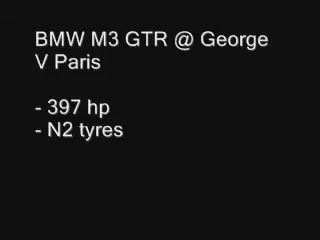 BMW M3 GTR @ George
V Paris
- 397 hp
- N2 tyres